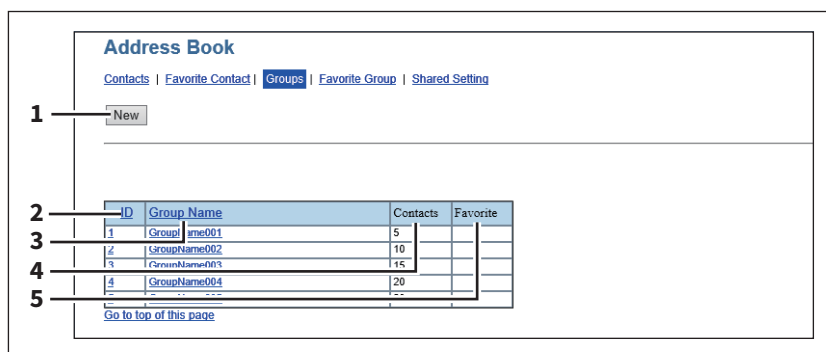 Address Book
Contacts | Favorite Contact | Groups | Favorite Group | Shared Setting
1
New
2
ID Group Name Contacts Favorite
3
1 5
2 GroupName002 10
4
3 GroupName003 15
4 GroupName004 20
5
Go to top of this page